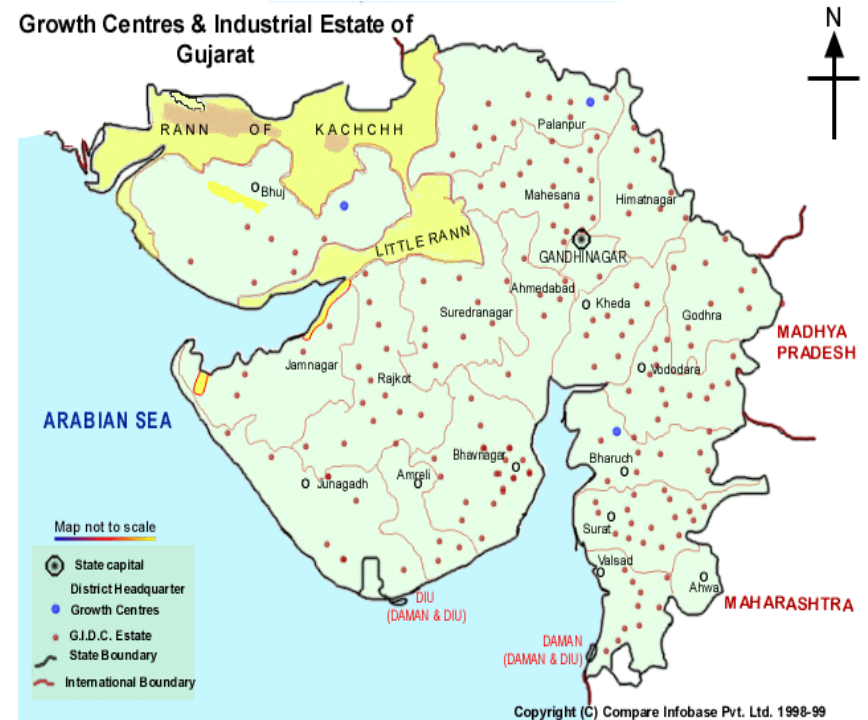 Growth Centres & Industrial Estate of
Gujarat
N
RANN OF KACHCHH
Palanpur
Bhuj
Mahesana
Himatnagar
LITTLE RANN
GANDHINAGAR
Ahmedabad
Kheda
Suredranagar
Godhra
MADHYA
PRADESH
Jamnagar
Rajkot
Vododara
ARABIAN SEA
Bhavnagar
Bharuch
Amreli
Junagadh
Surat
Map not to scale
Valsad
State capital
District Headquarter
Ahwa
Growth Centres
DIU
(DAMAN & DIU)
MAHARASHTRA
G.I.D.C. Estate
DAMAN
(DAMAN & DIU)
State Boundary
International Boundary
Copyright (C) Compare Infobase Pvt. Ltd. 1998-99